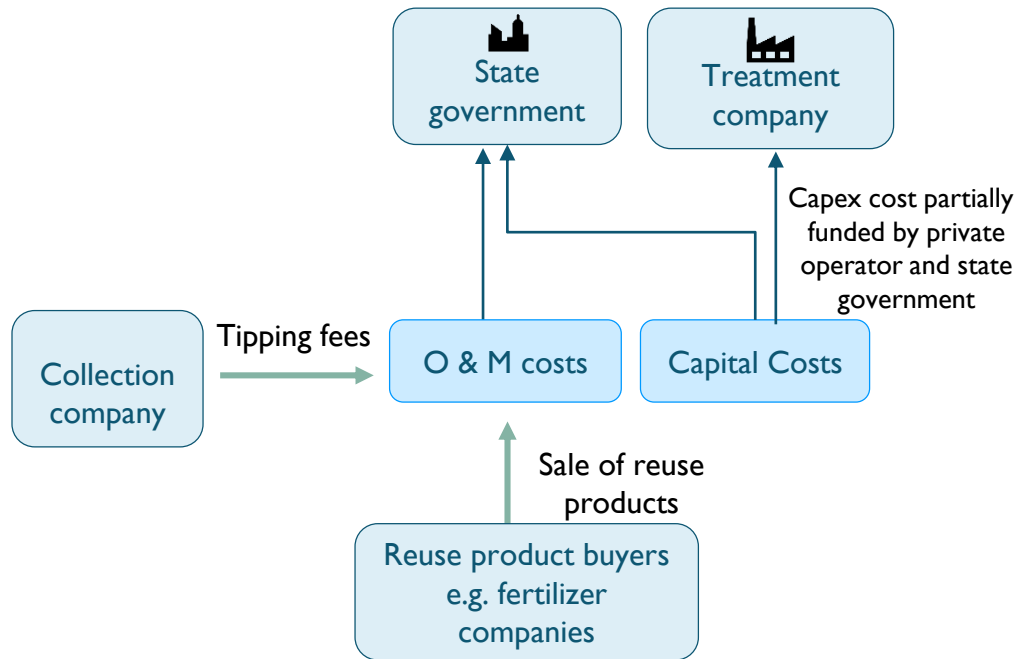 State
government
Treatment
company
Capex cost partially
funded by private
operator and state
government
Tipping fees
Collection
company
O & M costs
Capital Costs
Sale of reuse
products
Reuse product buyers
e.g. fertilizer
companies